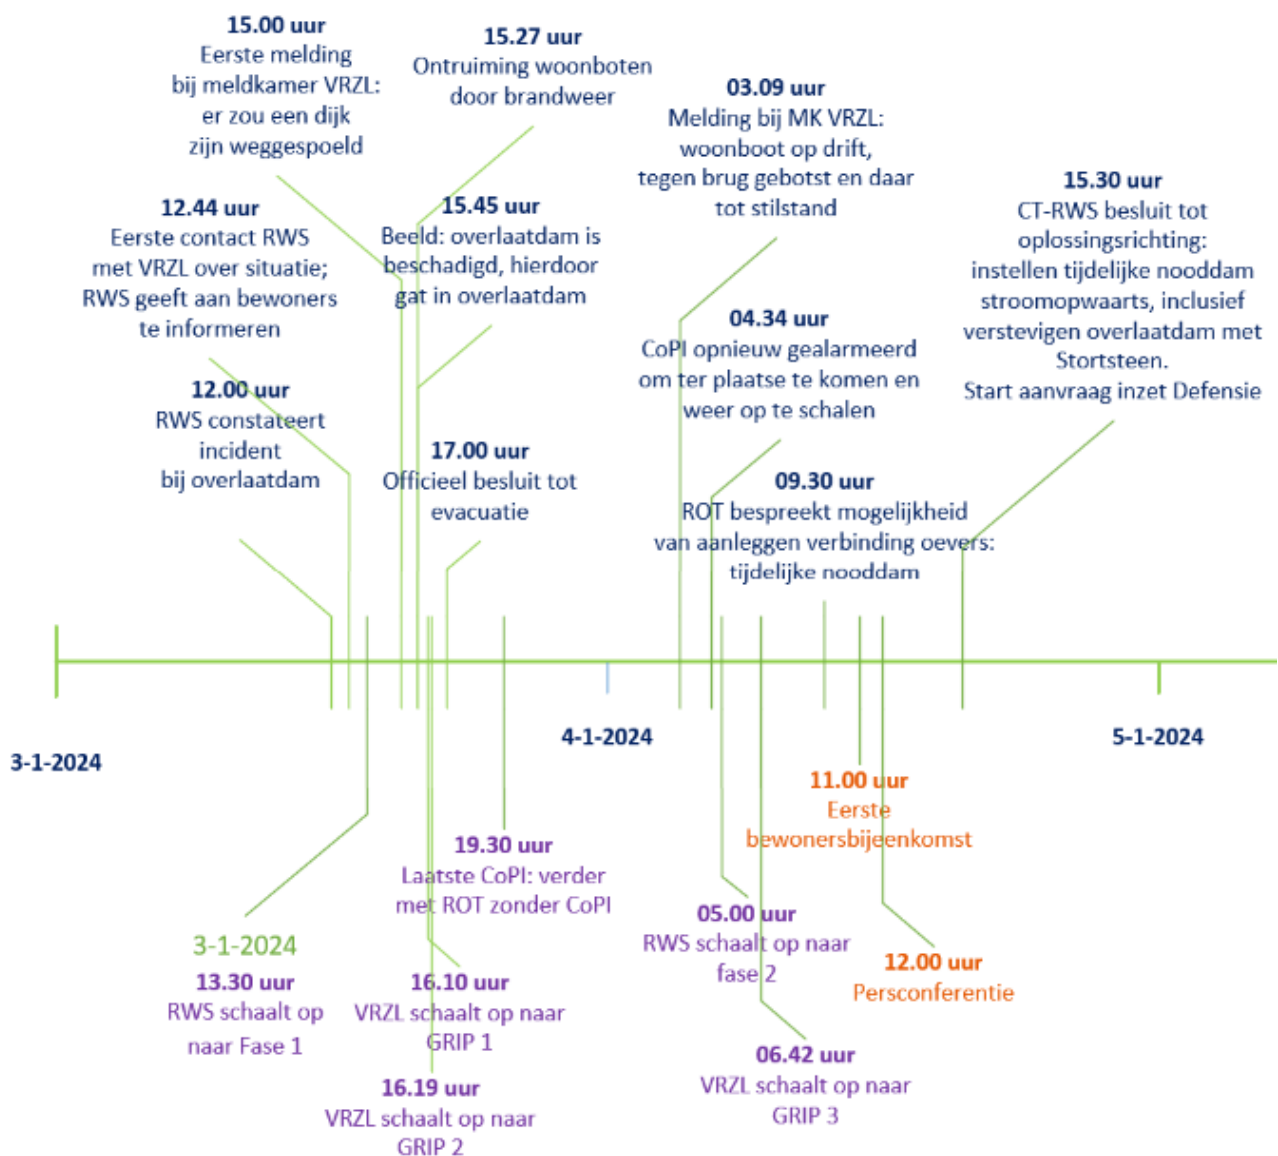 15.00 uur
Eerste melding
bij meldkamer VRZL:
er zou een dijk
zijn weggespoeld
15.27 uur
Ontruiming woonboten
door brandweer
03.09 uur
Melding bij MK VRZL:
woonboot op drift,
tegen brug gebotst en daar
tot stilstand
15.30 uur
CT-RWS besluit tot
oplossingsrichting:
instellen tijdelijke nooddam
stroomopwaarts, inclusief
verstevigen overlaatdam met
Stortsteen.
Start aanvraag inzet Defensie
12.44 uur
Eerste contact RWS
met VRZL over situatie;
RWS geeft aan bewoners
te informeren
15.45 uur
Beeld: overlaatdam is
beschadigd, hierdoor
gat in overlaatdam
04.34 uur
CoPI opnieuw gealarmeerd
om ter plaatse te komen en
weer op te schalen
12.00 uur
RWS constateert
incident
bij overlaatdam
17.00 uur
Officieel besluit tot
evacuatie
09.30 uur
ROT bespreekt mogelijkheid
van aanleggen verbinding oevers:
tijdelijke nooddam
3-1-2024
4-1-2024
5-1-2024
11.00 uur
Eerste
bewonersbijeenkomst
19.30 uur
Laatste CoPI: verder
met ROT zonder CoPI
05.00 uur
RWS schaalt op naar
fase 2
12.00 uur
Persconferentie
3-1-2024
13.30 uur
RWS schaalt op
naar Fase 1
16.10 uur
VRZL schaalt op naar
GRIP 1
16.19 uur
VRZL schaalt op naar
GRIP 2
06.42 uur
VRZL schaalt op naar
GRIP 3